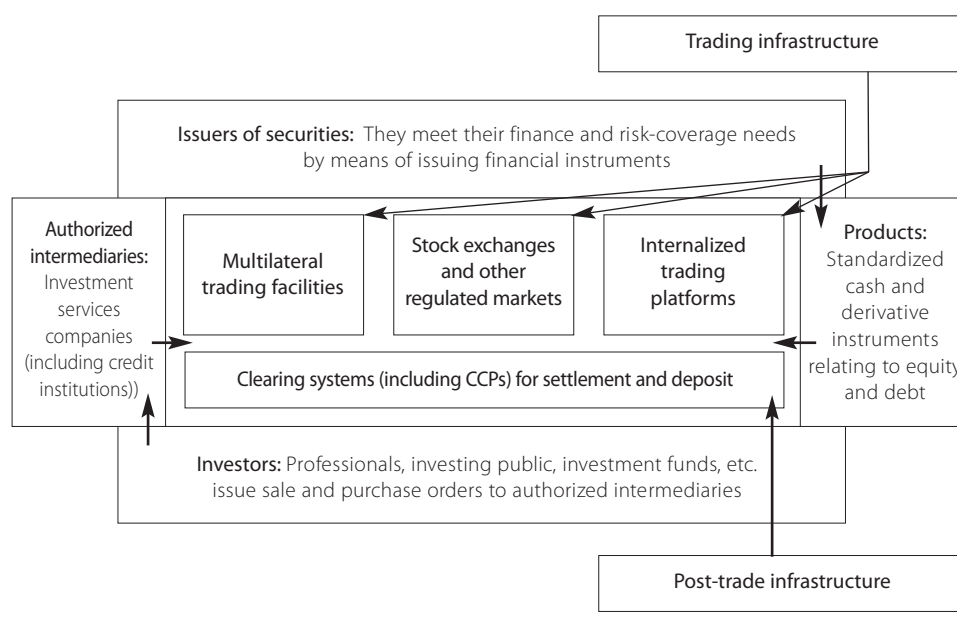 Trading infrastructure
Issuers of securities: They meet their finance and risk-coverage needs
by means of issuing financial instruments
Authorized
intermediaries:
Investment
services
companies
(including credit
institutions))
Multilateral
trading facilities
Stock exchanges
and other
regulated markets
Internalized
trading
platforms
Products:
Standardized
cash and
derivative
instruments
relating to equity
and debt
Clearing systems (including CCPs) for settlement and deposit
Investors: Professionals, investing public, investment funds, etc.
issue sale and purchase orders to authorized intermediaries
Post-trade infrastructure